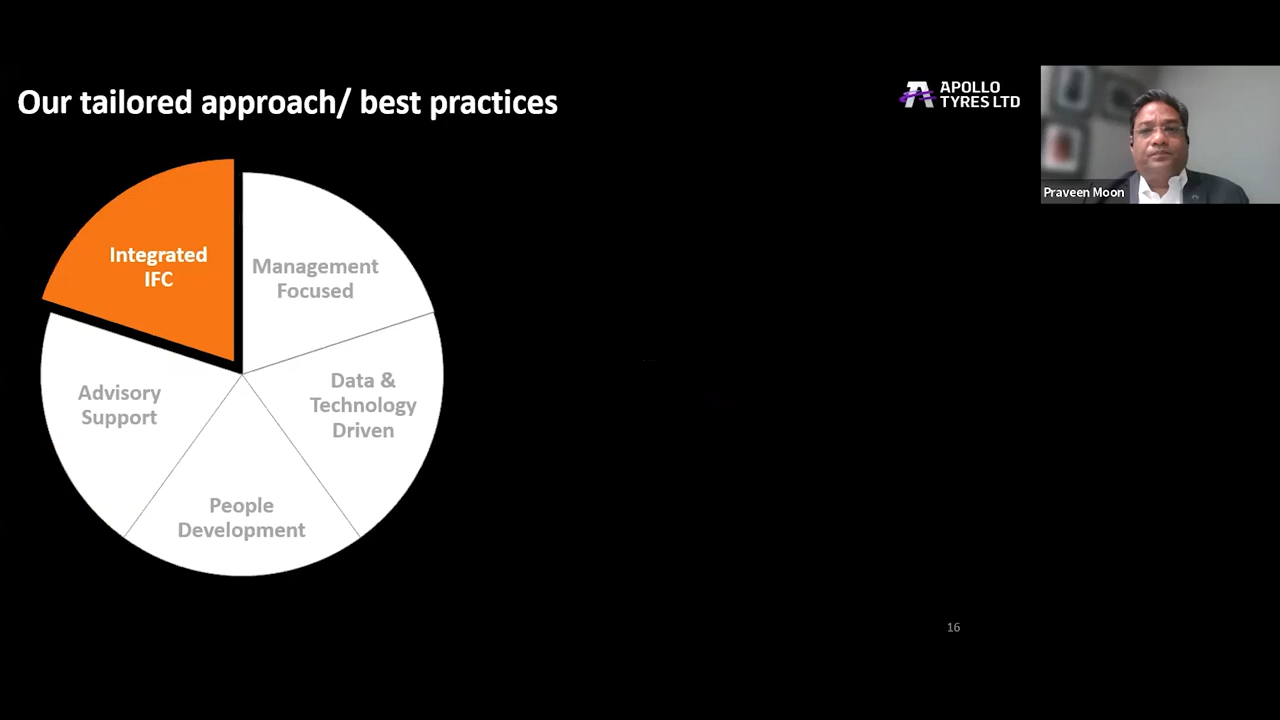 Our tailored approach/ best practices
APOLLO
TYRES LTD
Praveen Moon
Integrated
IFC
Management
Focused
Advisory
Support
Data &
Technology
Driven
People
Development
16